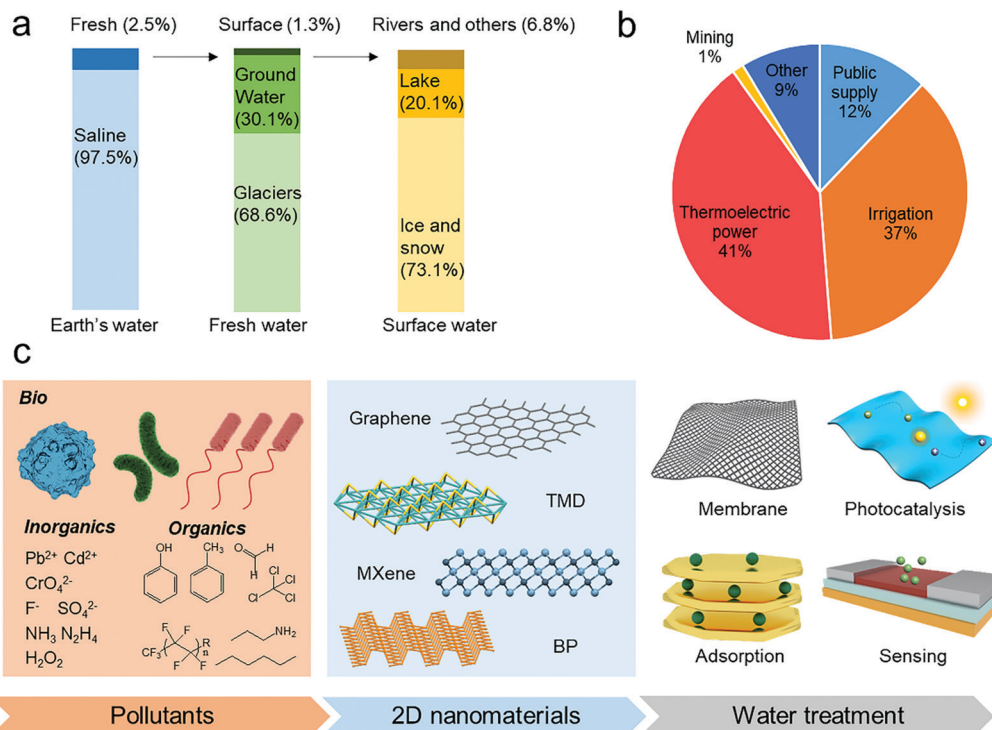 a
Fresh (2.5%)
Surface (1.3%)
Rivers and others (6.8%)
Saline
(97.5%)
Ground
Water
(30.1%)
Glaciers
(68.6%)
Lake
(20.1%)
Ice and
snow
(73.1%)
Earth's water
Fresh water
Surface water
b
Mining
1%
Other
9%
Public
supply
12%
Thermoelectric
power
41%
Irrigation
37%
c
Bio
Inorganics
Pb²⁺ Cd²⁺
CrO₄²⁻
F⁻ SO₄²⁻
NH₃ N₂H₄
H₂O₂
Organics
OH
CH₃
O
H
H
Cl
Cl
Cl
Cl
F
F
R
CF₃
n
F
F
NH₂
Graphene
TMD
MXene
BP
Membrane
Photocatalysis
Adsorption
Sensing
Pollutants
2D nanomaterials
Water treatment